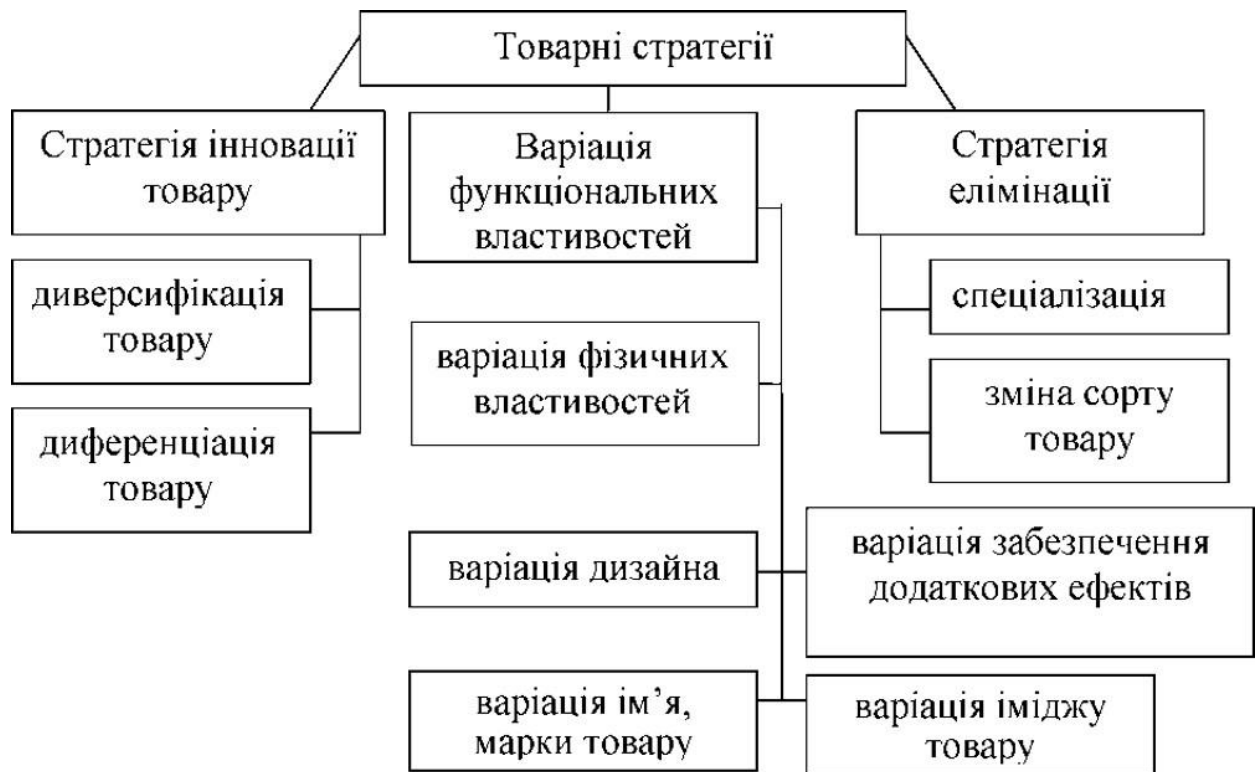 Товарні стратегії
Стратегія інновації
товару
диверсифікація
товару
диференціація
товару
Варіація
функціональних
властивостей
варіація фізичних
властивостей
варіація дизайна
варіація ім’я,
марки товару
варіація забезпечення
додаткових ефектів
варіація іміджу
товару
Стратегія
елімінації
спеціалізація
зміна сорту
товару